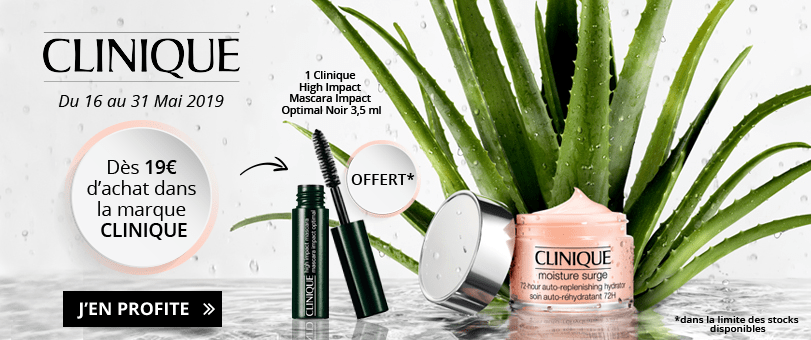 CLINIQUE
Du 16 au 31 Mai 2019
Dès 19€
d'achat dans
la marque
CLINIQUE
J'EN PROFITE »
1 Clinique
High Impact
Mascara Impact
Optimal Noir 3,5 ml
OFFERT*
CLINIQUE
high impact mascara
mascara impact optimal
CLINIQUE
moisture surge
72-hour auto-replenishing hydrator
soin auto-réhydratant 72H
*dans la limite des stocks
disponibles